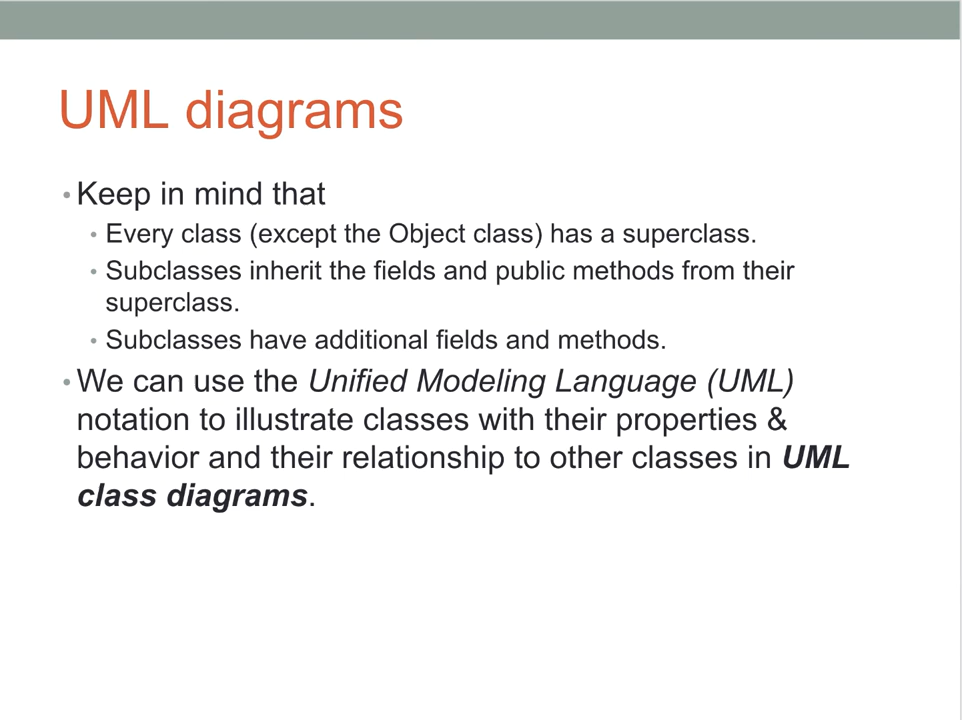 UML diagrams
• Keep in mind that
• Every class (except the Object class) has a superclass.
• Subclasses inherit the fields and public methods from their
superclass.
• Subclasses have additional fields and methods.
• We can use the Unified Modeling Language (UML)
notation to illustrate classes with their properties &
behavior and their relationship to other classes in UML
class diagrams.